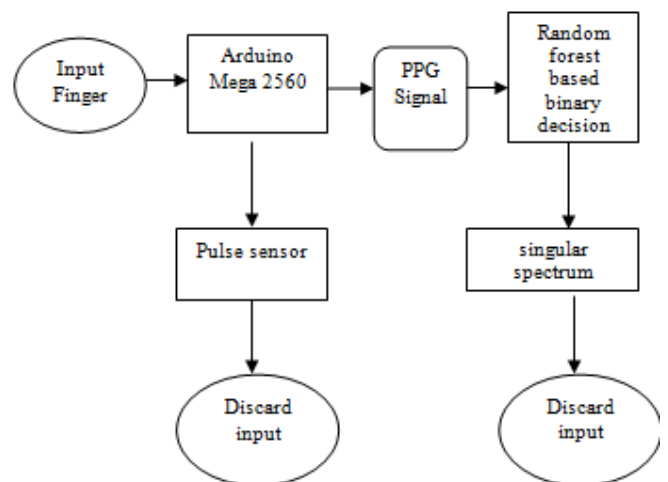 Input
Finger
Arduino
Mega 2560
PPG
Signal
Random
forest
based
binary
decision
Pulse sensor
singular
spectrum
Discard
input
Discard
input